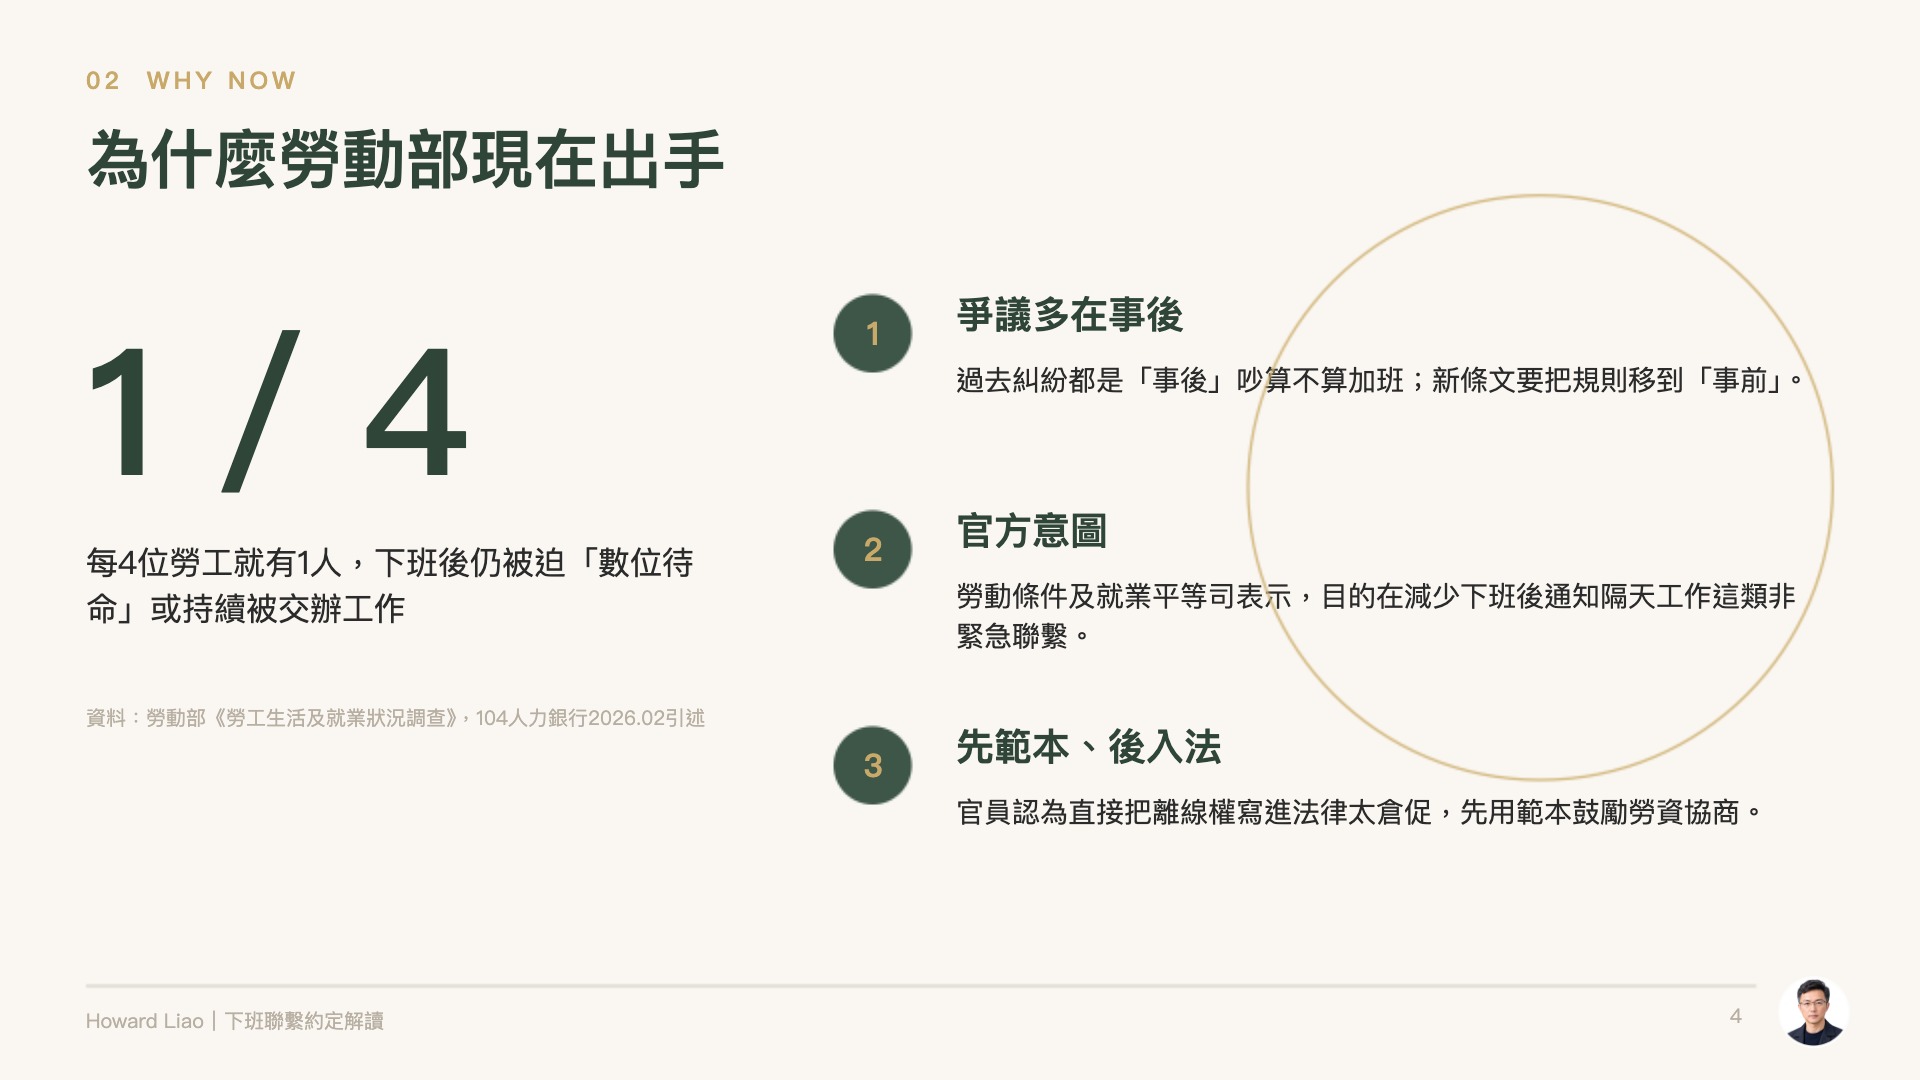 02 WHY NOW
為什麼勞動部現在出手
1 / 4
每4位勞工就有1人，下班後仍被迫「數位待
命」或持續被交辦工作
資料：勞動部《勞工生活及就業狀況調查》，104人力銀行2026.02引述
1
爭議多在事後
過去糾紛都是「事後」吵算不算加班；新條文要把規則移到「事前」。
2
官方意圖
勞動條件及就業平等司表示，目的在減少下班後通知隔天工作這類非
緊急聯繫。
3
先範本、後入法
官員認為直接把離線權寫進法律太倉促，先用範本鼓勵勞資協商。
Howard Liao｜下班聯繫約定解讀
4